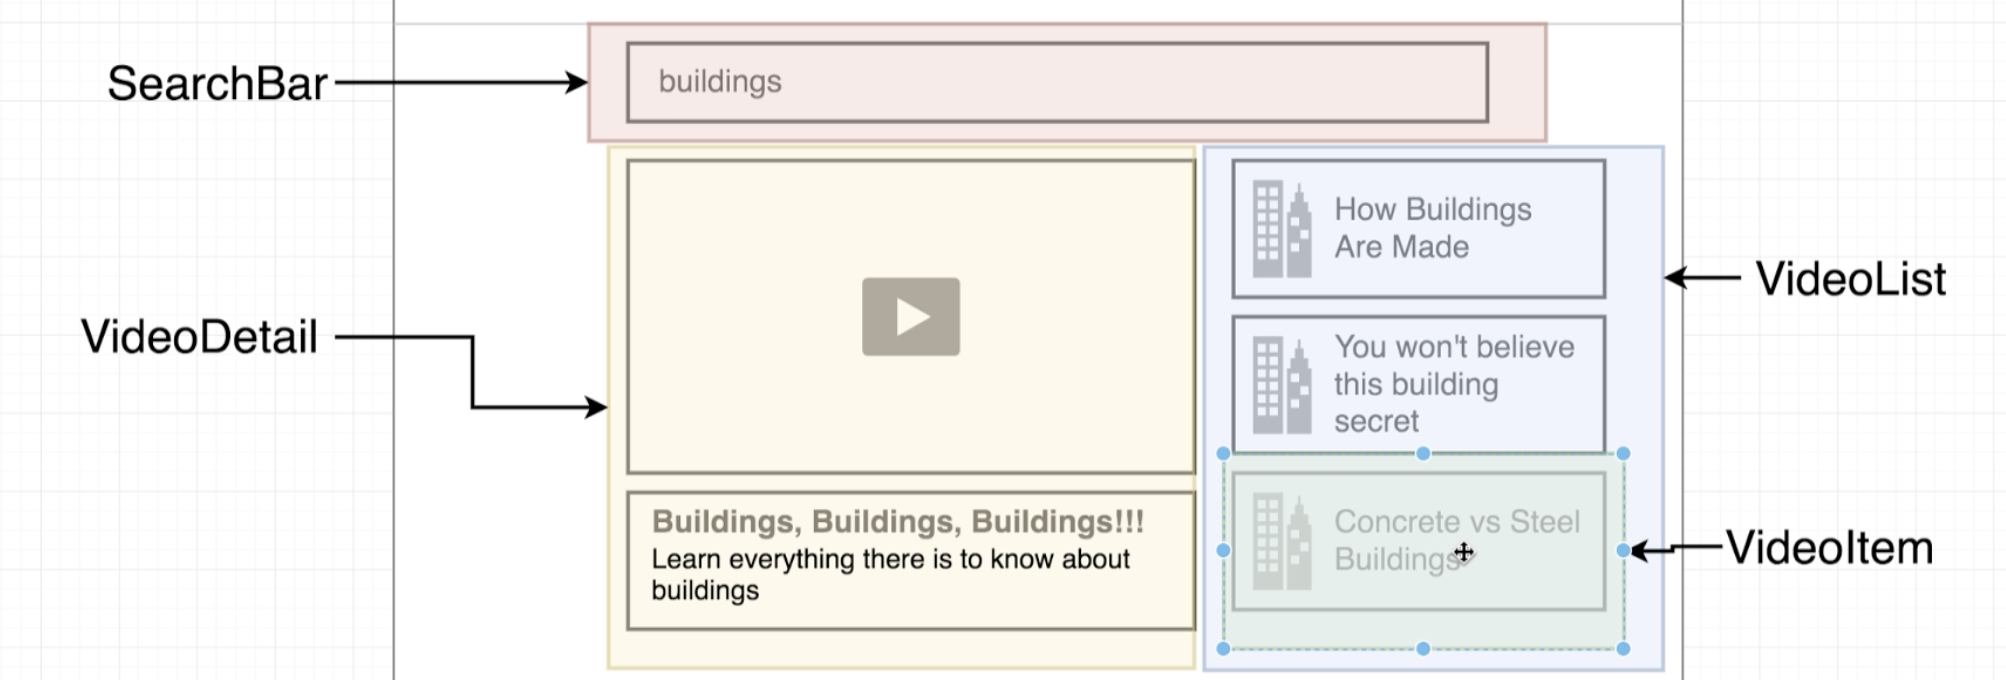 SearchBar
buildings
How Buildings
Are Made
VideoList
You won't believe
this building
secret
VideoDetail
Buildings, Buildings, Buildings!!!
Learn everything there is to know about
buildings
Concrete vs Steel
Buildings
VideoItem